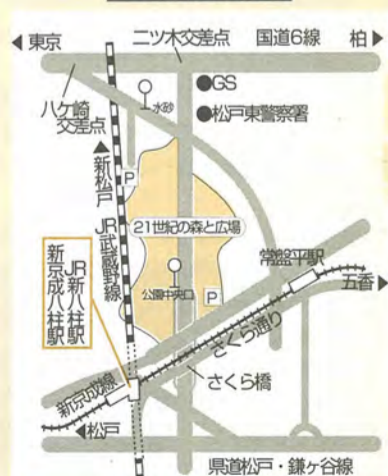 ◀東京
二ツ木交差点
国道6線
柏▶
八ケ崎
交差点
水砂
●GS
●松戸東警察署
▲新松戸
P
JR武蔵野線
21世紀の森と広場
公園中央口
P
常盤平駅
五香▶
JR新八柱駅
新京成八柱駅
さくら通り
さくら橋
新京成線
◀松戸
県道松戸・鎌ヶ谷線